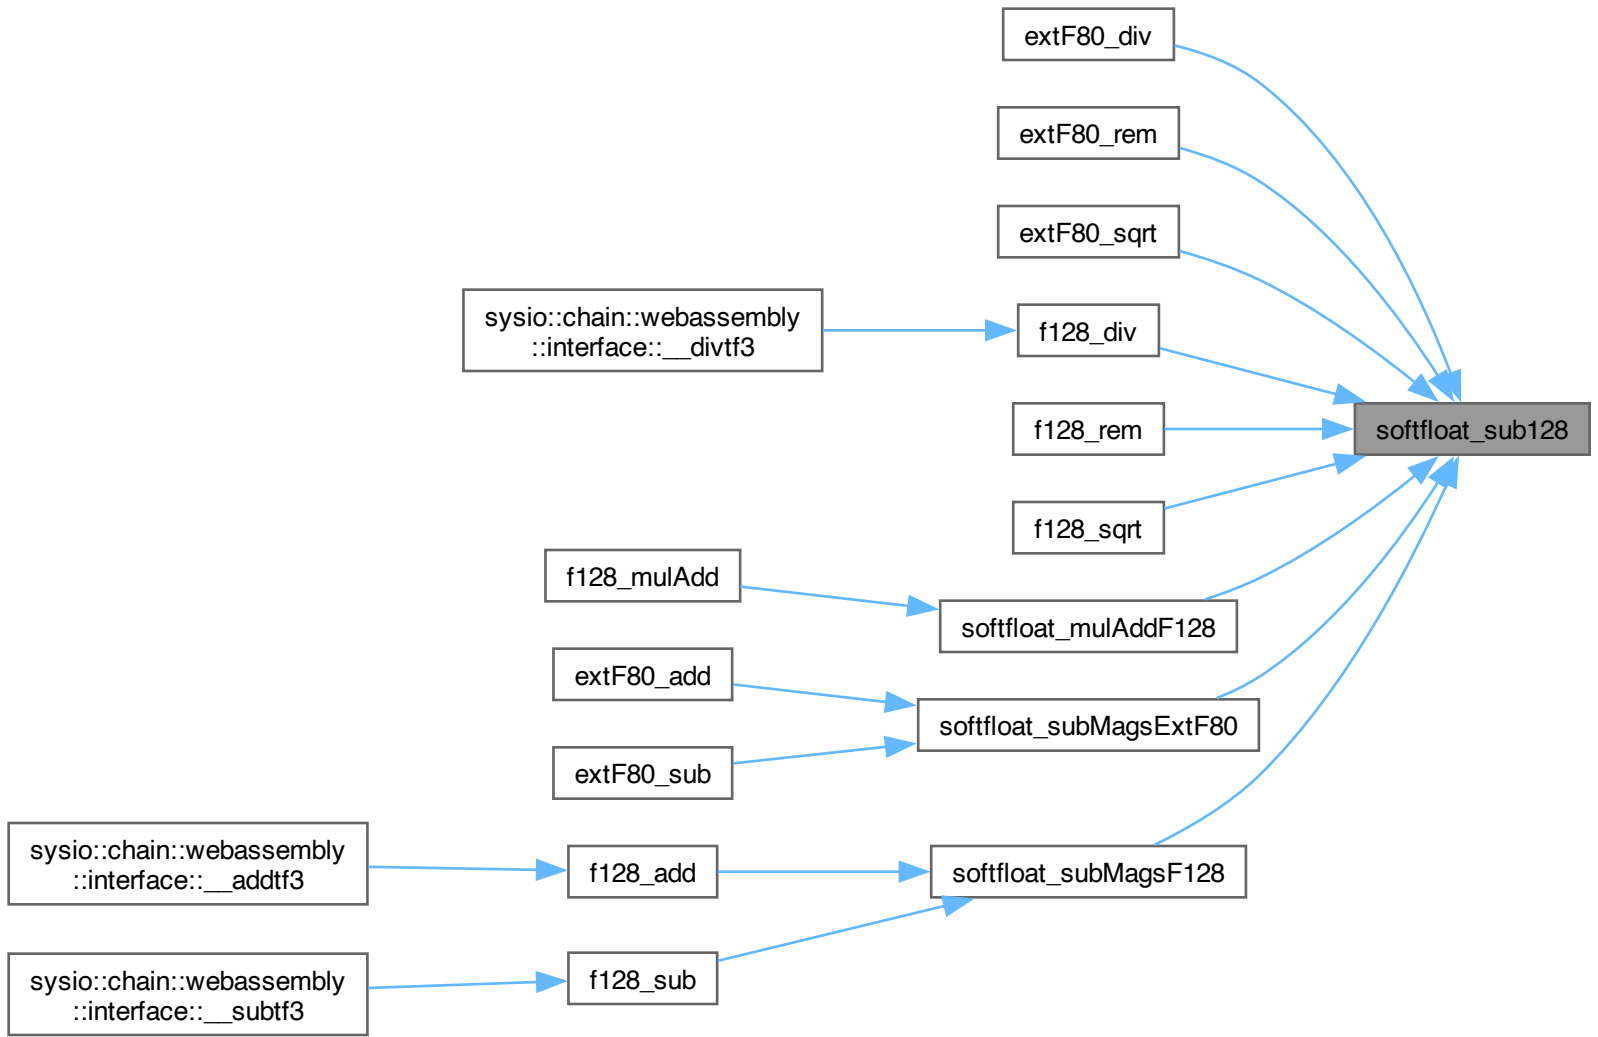 extF80_div
extF80_rem
extF80_sqrt
sysio::chain::webassembly
::interface::__divtf3
f128_div
f128_rem
softfloat_sub128
f128_sqrt
f128_mulAdd
softfloat_mulAddF128
extF80_add
softfloat_subMagsExtF80
extF80_sub
sysio::chain::webassembly
::interface::__addtf3
f128_add
softfloat_subMagsF128
sysio::chain::webassembly
::interface::__subtf3
f128_sub